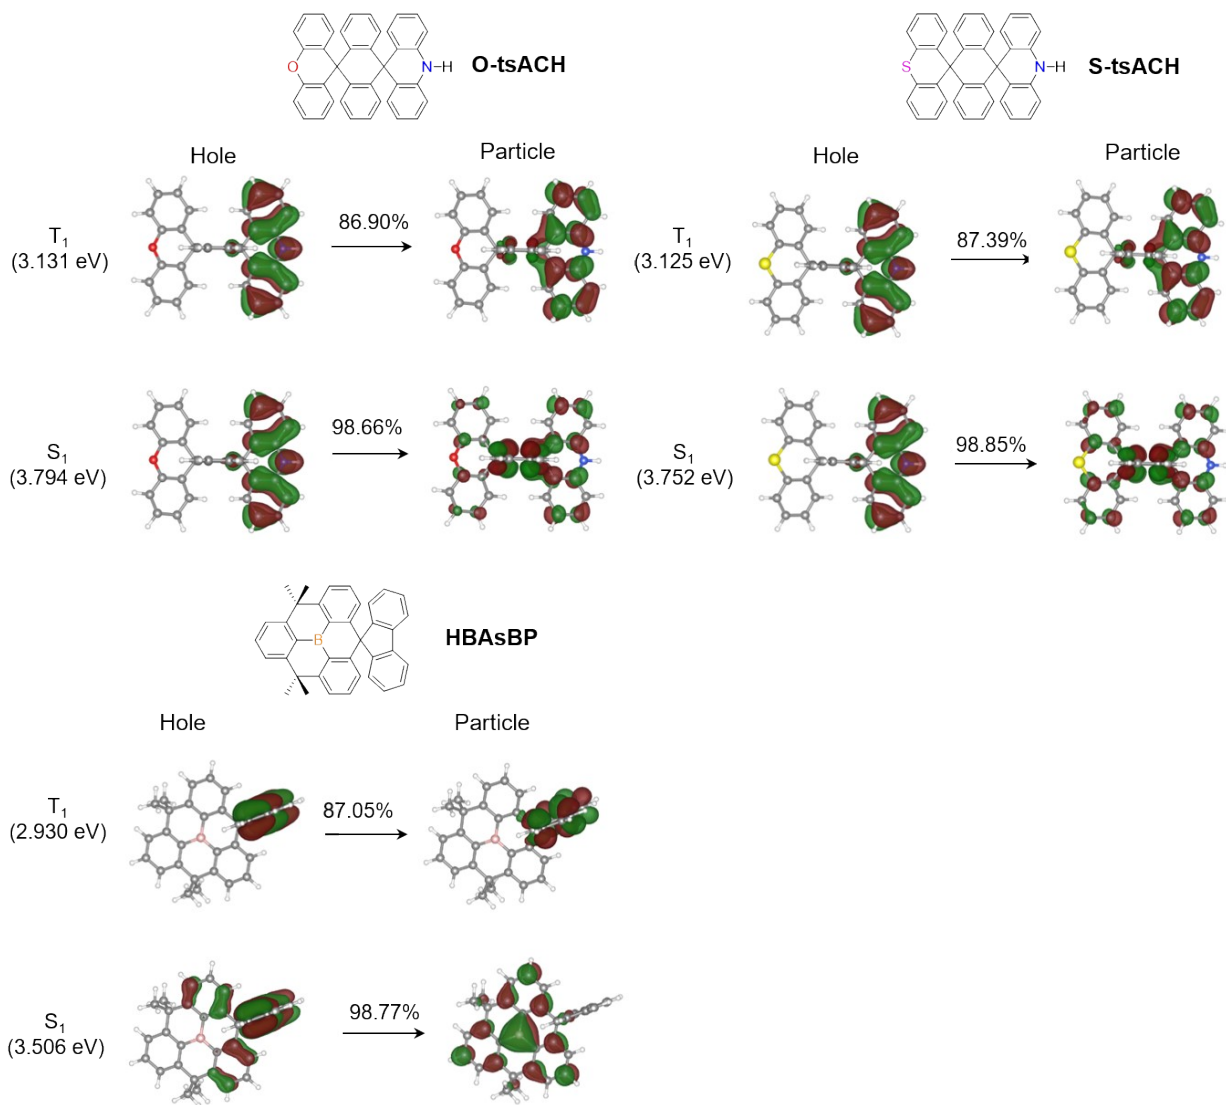 O
N–H
O-tsACH
S
N–H
S-tsACH
Hole
Particle
Hole
Particle
T1
(3.131 eV)
86.90%
T1
(3.125 eV)
87.39%
S1
(3.794 eV)
98.66%
S1
(3.752 eV)
98.85%
B
HBAsBP
Hole
Particle
T1
(2.930 eV)
87.05%
S1
(3.506 eV)
98.77%